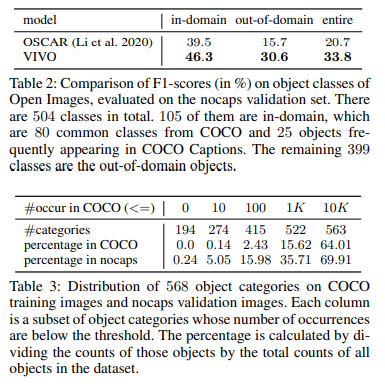 model in-domain out-of-domain entire
OSCAR (Li et al. 2020) 39.5 15.7 20.7
VIVO 46.3 30.6 33.8
Table 2: Comparison of F1-scores (in %) on object classes of
Open Images, evaluated on the nocaps validation set. There
are 504 classes in total. 105 of them are in-domain, which
are 80 common classes from COCO and 25 objects fre-
quently appearing in COCO Captions. The remaining 399
classes are the out-of-domain objects.
#occur in COCO (<=) 0 10 100 1K 10K
#categories 194 274 415 522 563
percentage in COCO 0.0 0.14 2.43 15.62 64.01
percentage in nocaps 0.24 5.05 15.98 35.71 69.91
Table 3: Distribution of 568 object categories on COCO
training images and nocaps validation images. Each column
is a subset of object categories whose number of occurrences
are below the threshold. The percentage is calculated by di-
viding the counts of those objects by the total counts of all
objects in the dataset.